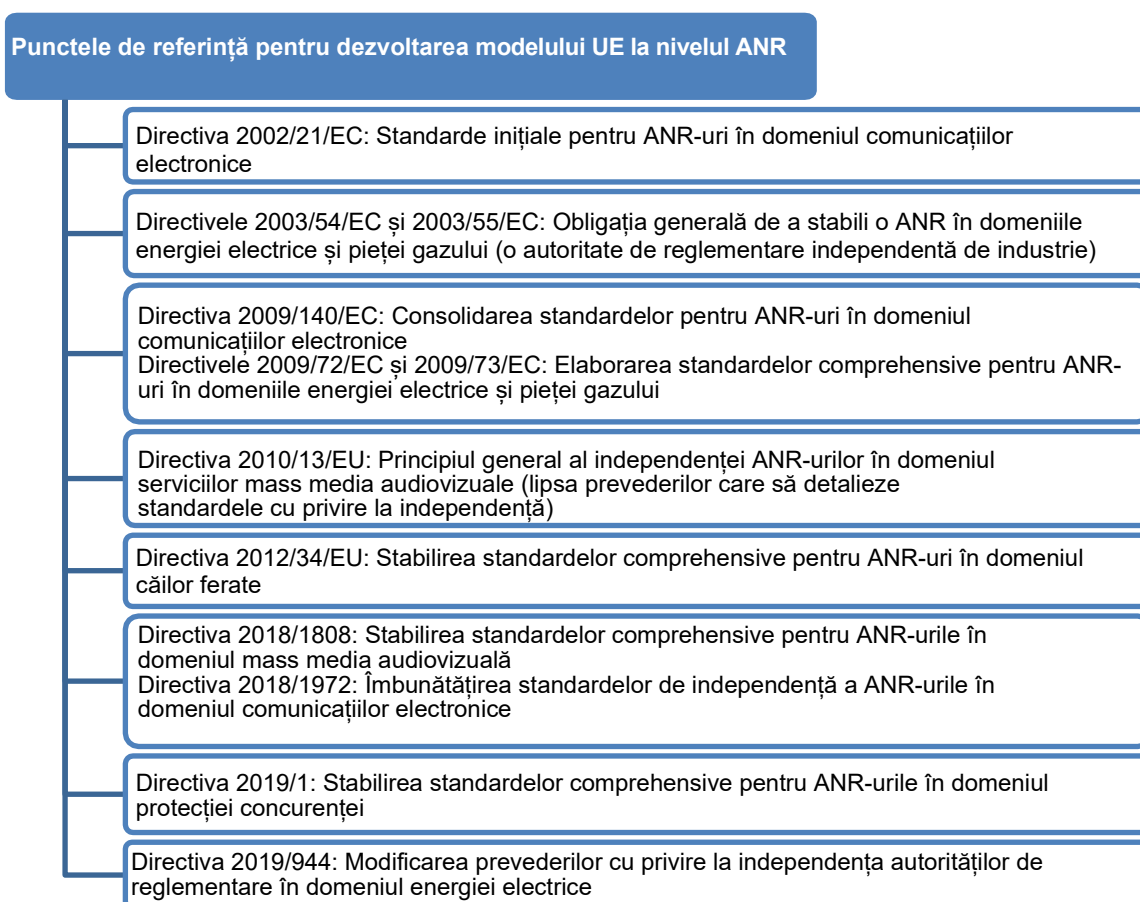 Punctele de referință pentru dezvoltarea modelului UE la nivelul ANR
Directiva 2002/21/EC: Standarde inițiale pentru ANR-uri în domeniul comunicațiilor
electronice
Directivele 2003/54/EC și 2003/55/EC: Obligația generală de a stabili o ANR în domeniile
energiei electrice și pieței gazului (o autoritate de reglementare independentă de industrie)
Directiva 2009/140/EC: Consolidarea standardelor pentru ANR-uri în domeniul
comunicațiilor electronice
Directivele 2009/72/EC și 2009/73/EC: Elaborarea standardelor comprehensive pentru ANR-
uri în domeniile energiei electrice și pieței gazului
Directiva 2010/13/EU: Principiul general al independenței ANR-urilor în domeniul
serviciilor mass media audiovizuale (lipsa prevederilor care să detalieze
standardele cu privire la independență)
Directiva 2012/34/EU: Stabilirea standardelor comprehensive pentru ANR-uri în domeniul
căilor ferate
Directiva 2018/1808: Stabilirea standardelor comprehensive pentru ANR-urile în
domeniul mass media audiovizuală
Directiva 2018/1972: Îmbunătățirea standardelor de independență a ANR-urile în
domeniul comunicațiilor electronice
Directiva 2019/1: Stabilirea standardelor comprehensive pentru ANR-urile în domeniul
protecției concurenței
Directiva 2019/944: Modificarea prevederilor cu privire la independența autorităților de
reglementare în domeniul energiei electrice